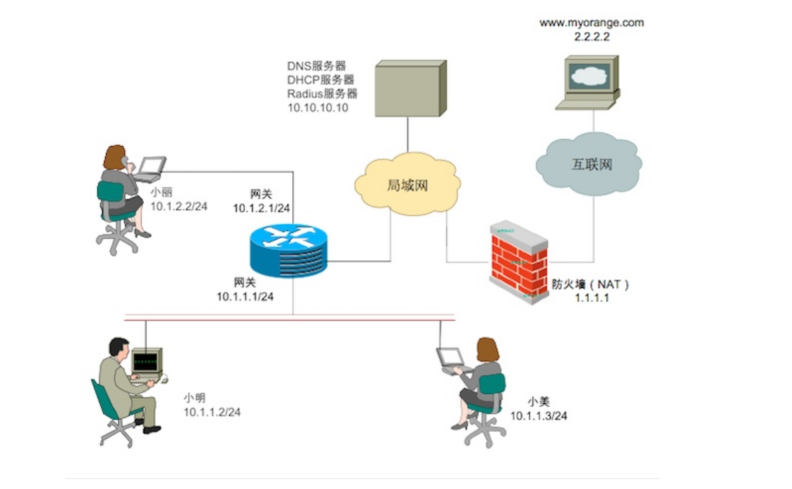 www.myorange.com
2.2.2.2
DNS服务器
DHCP服务器
Radius服务器
10.10.10.10
互联网
局域网
小丽
10.1.2.2/24
网关
10.1.2.1/24
网关
10.1.1.1/24
防火墙（NAT）
1.1.1.1
小明
10.1.1.2/24
小美
10.1.1.3/24